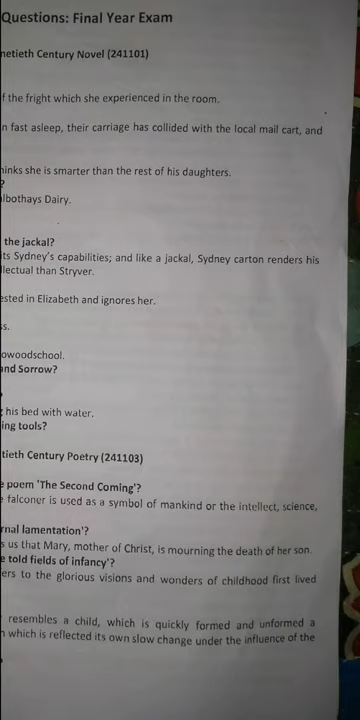 Questions: Final Year Exam
netieth Century Novel (241101)
f the fright which she experienced in the room.
n fast asleep, their carriage has collided with the local mail cart, and
inks she is smarter than the rest of his daughters.
?
lbothays Dairy.
the jackal?
its Sydney's capabilities; and like a jackal, Sydney carton renders his
llectual than Stryver.
ested in Elizabeth and ignores her.
ss.
owoodschool.
and Sorrow?
his bed with water.
ing tools?
tieth Century Poetry (241103)
e poem 'The Second Coming'?
e falconer is used as a symbol of mankind or the intellect, science,
rnal lamentation'?
s us that Mary, mother of Christ, is mourning the death of her son.
e told fields of infancy'?
ers to the glorious visions and wonders of childhood first lived
resembles a child, which is quickly formed and unformed a
n which is reflected its own slow change under the influence of the